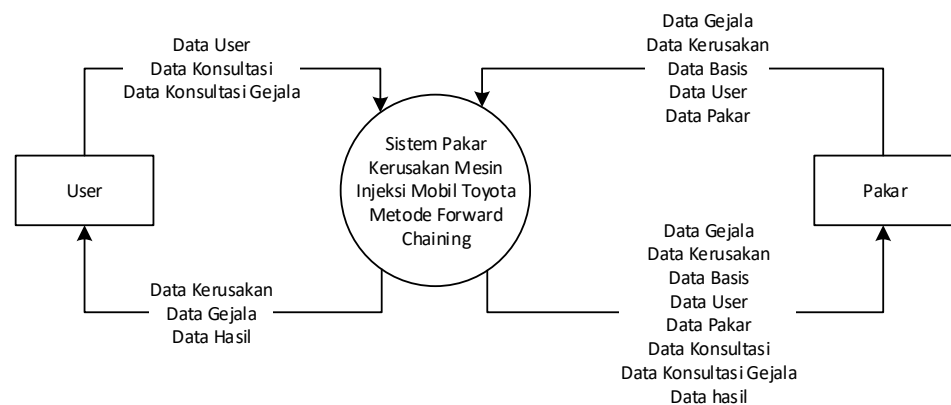 Data User
Data Konsultasi
Data Konsultasi Gejala
Data Gejala
Data Kerusakan
Data Basis
Data User
Data Pakar
User
Sistem Pakar
Kerusakan Mesin
Injeksi Mobil Toyota
Metode Forward
Chaining
Pakar
Data Kerusakan
Data Gejala
Data Hasil
Data Gejala
Data Kerusakan
Data Basis
Data User
Data Pakar
Data Konsultasi
Data Konsultasi Gejala
Data hasil